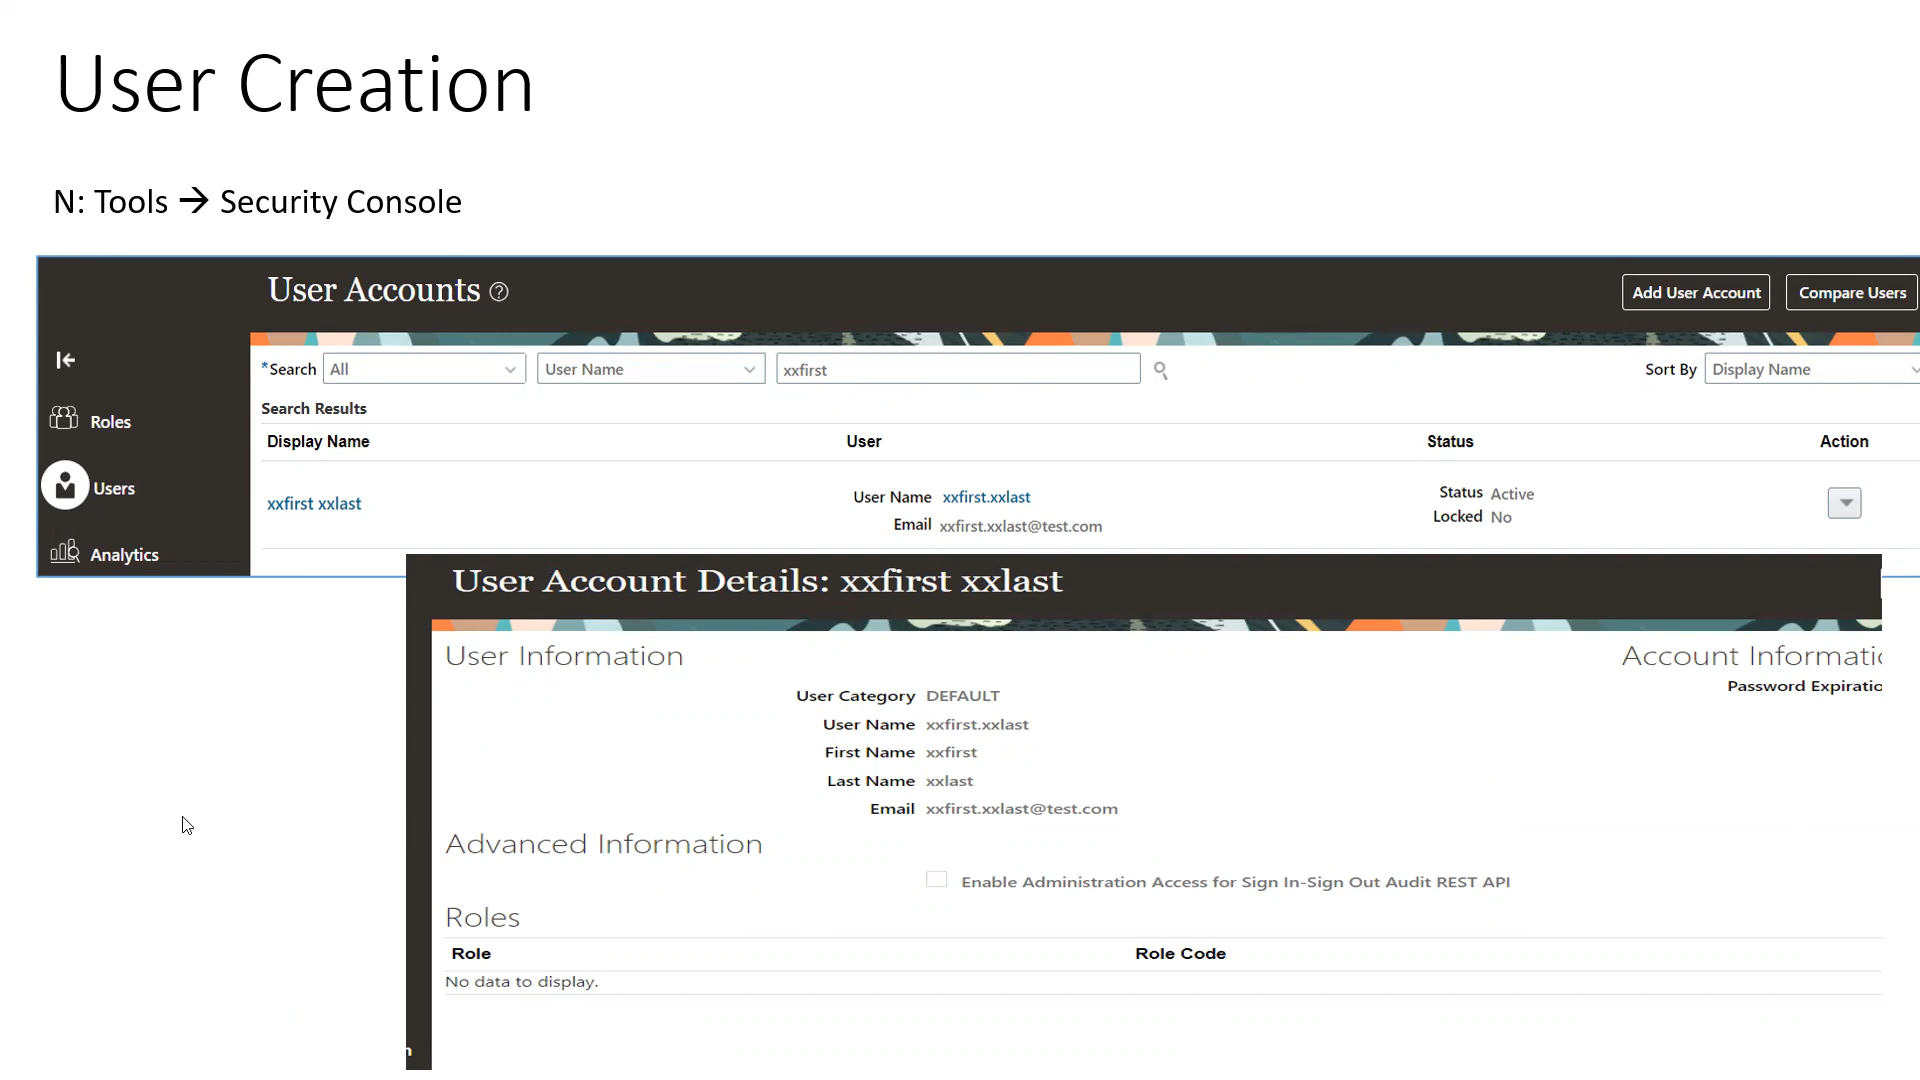 User Creation
N: Tools → Security Console
User Accounts ?
Add User Account
Compare Users
*Search All User Name xxfirst
Sort By Display Name
Roles
Users
Analytics
Search Results
Display Name User Status Action
xxfirst xxlast
User Name xxfirst.xxlast
Email xxfirst.xxlast@test.com
Status Active
Locked No
User Account Details: xxfirst xxlast
User Information
Account Informatic
Password Expiratio
User Category DEFAULT
User Name xxfirst.xxlast
First Name xxfirst
Last Name xxlast
Email xxfirst.xxlast@test.com
Advanced Information
Enable Administration Access for Sign In-Sign Out Audit REST API
Roles
Role Role Code
No data to display.